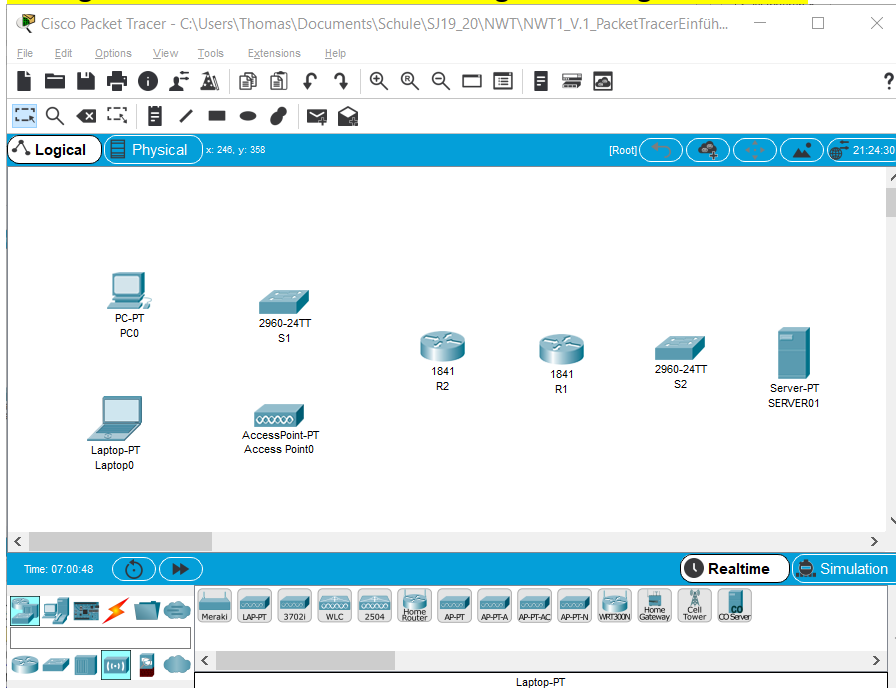 Cisco Packet Tracer - C:\Users\Thomas\Documents\Schule\SJ19_20\NWT\NWT1_V.1_PacketTracerEinfüh...
File Edit Options View Tools Extensions Help
?
Logical Physical x: 246, y: 358 [Root] 21:24:30
PC-PT
PC0
2960-24TT
S1
1841
R2
1841
R1
2960-24TT
S2
Server-PT
SERVER01
Laptop-PT
Laptop0
AccessPoint-PT
Access Point0
Time: 07:00:48 Realtime Simulation
Meraki LAP-PT 3702i WLC 2504 Home Router AP-PT AP-PT-A AP-PT-AC AP-PT-N WRT300N Home Gateway Cell Tower CO Server
Laptop-PT